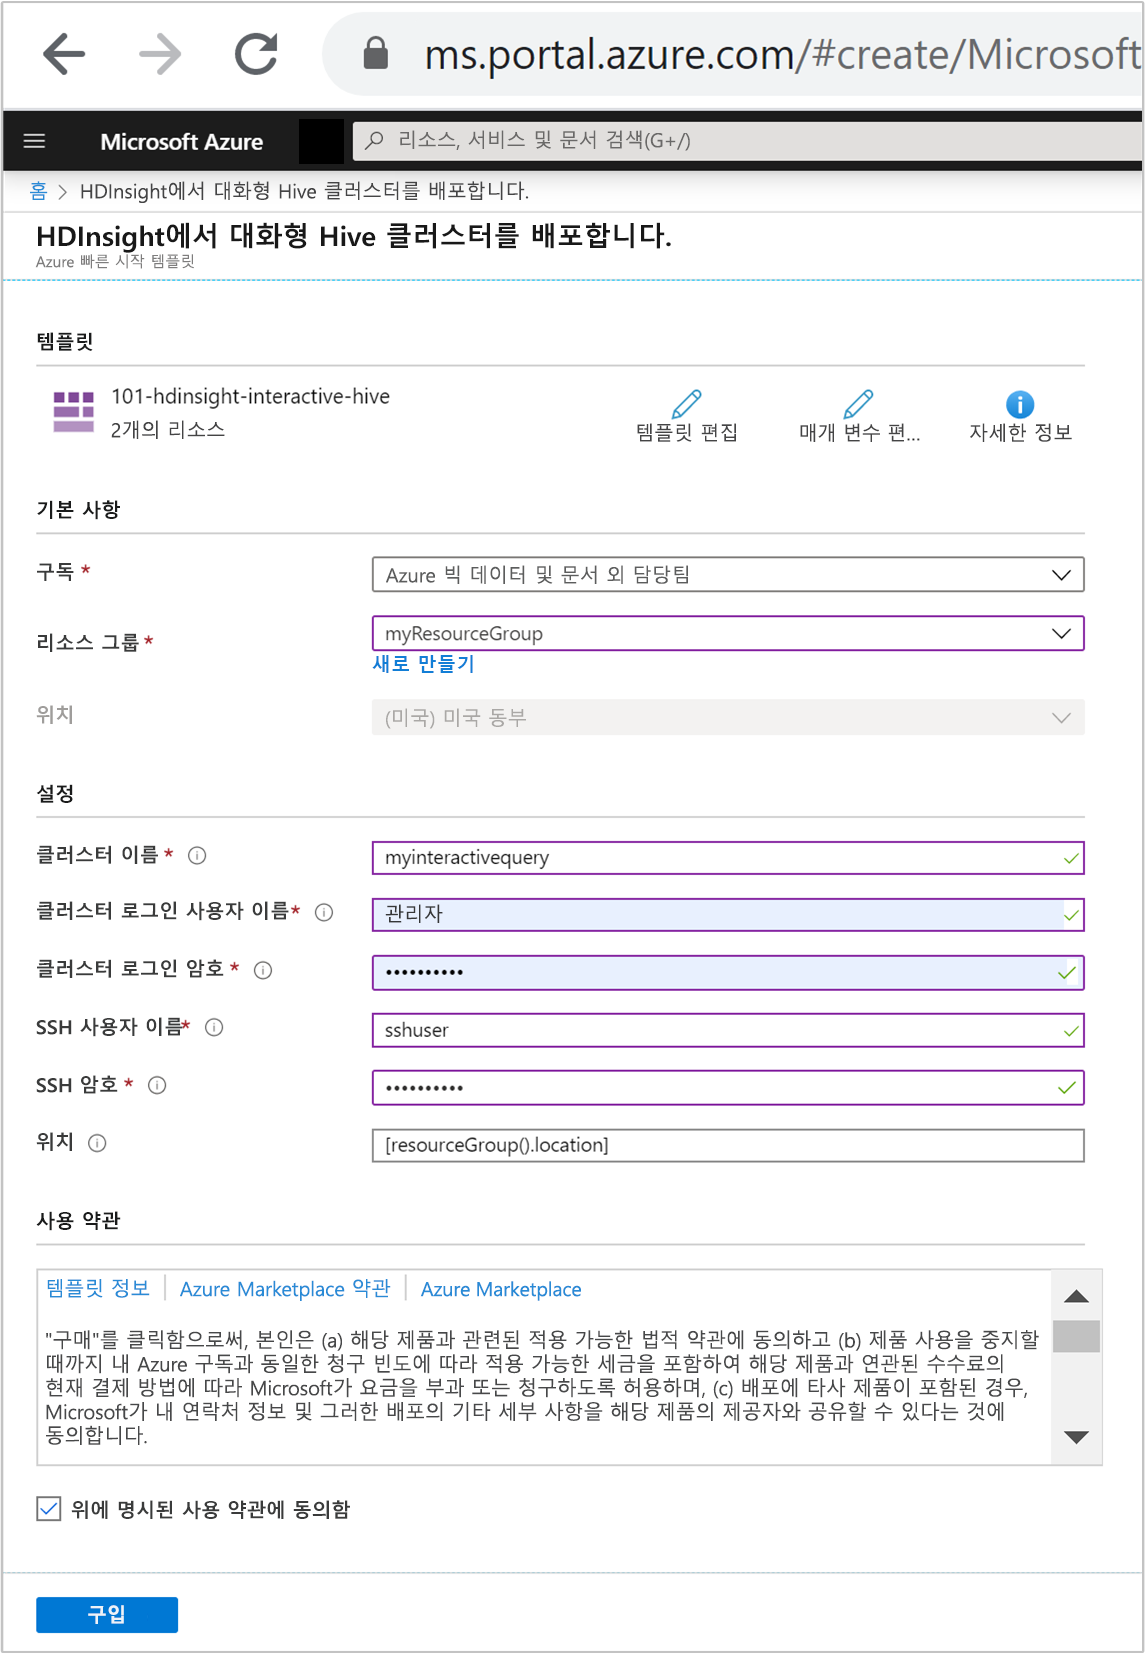 ms.portal.azure.com/#create/Microsoft
Microsoft Azure
리소스, 서비스 및 문서 검색(G+/)
홈 > HDInsight에서 대화형 Hive 클러스터를 배포합니다.
HDInsight에서 대화형 Hive 클러스터를 배포합니다.
Azure 빠른 시작 템플릿
템플릿
101-hdinsight-interactive-hive
2개의 리소스
템플릿 편집
매개 변수 편...
자세한 정보
기본 사항
구독 *
Azure 빅 데이터 및 문서 외 담당팀
리소스 그룹 *
myResourceGroup
새로 만들기
위치
(미국) 미국 동부
설정
클러스터 이름 *
myinteractivequery
클러스터 로그인 사용자 이름*
관리자
클러스터 로그인 암호 *
••••••••••
SSH 사용자 이름*
sshuser
SSH 암호 *
••••••••••
위치
[resourceGroup().location]
사용 약관
템플릿 정보 | Azure Marketplace 약관 | Azure Marketplace
"구매"를 클릭함으로써, 본인은 (a) 해당 제품과 관련된 적용 가능한 법적 약관에 동의하고 (b) 제품 사용을 중지할
때까지 내 Azure 구독과 동일한 청구 빈도에 따라 적용 가능한 세금을 포함하여 해당 제품과 연관된 수수료의
현재 결제 방법에 따라 Microsoft가 요금을 부과 또는 청구하도록 허용하며, (c) 배포에 타사 제품이 포함된 경우,
Microsoft가 내 연락처 정보 및 그러한 배포의 기타 세부 사항을 해당 제품의 제공자와 공유할 수 있다는 것에
동의합니다.
위에 명시된 사용 약관에 동의함
구입